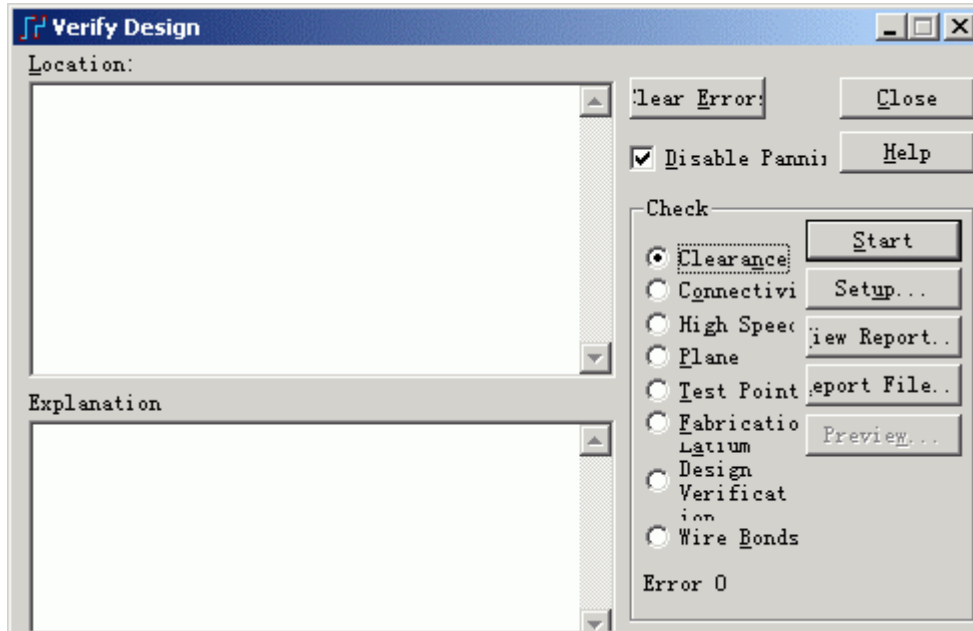 Verify Design
Location:
lear Error
Close
Disable Panni
Help
Check
Start
Clearance
Connectivi
Setup...
High Speed
iew Report..
Plane
Test Point
eport File..
Fabricatio
Preview...
Latium
Design
Verificat
ion
Wire Bonds
Error 0
Explanation